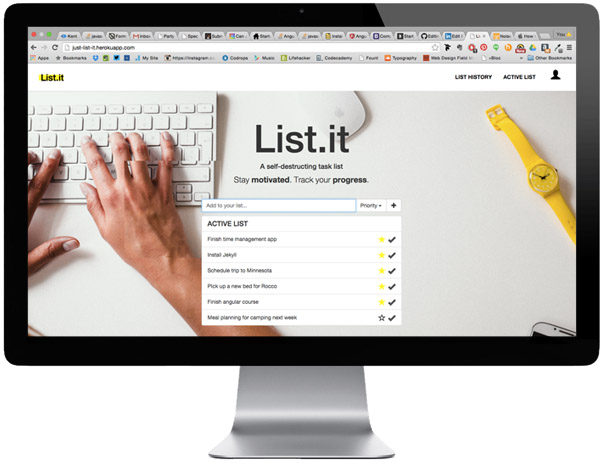 just-list-it.herokuapp.com
Apps
Bookmarks
My Site
https://instagram.co
Codrops
Music
Lifehacker
Codecademy
Fount
Typography
Web Design Field M
Other Bookmarks
List.it
LIST HISTORY
ACTIVE LIST
List.it
A self-destructing task list
Stay motivated. Track your progress.
Add to your list...
Priority
ACTIVE LIST
Finish time management app
Install Jekyll
Schedule trip to Minnesota
Pick up a new bed for Rocco
Finish angular course
Meal planning for camping next week